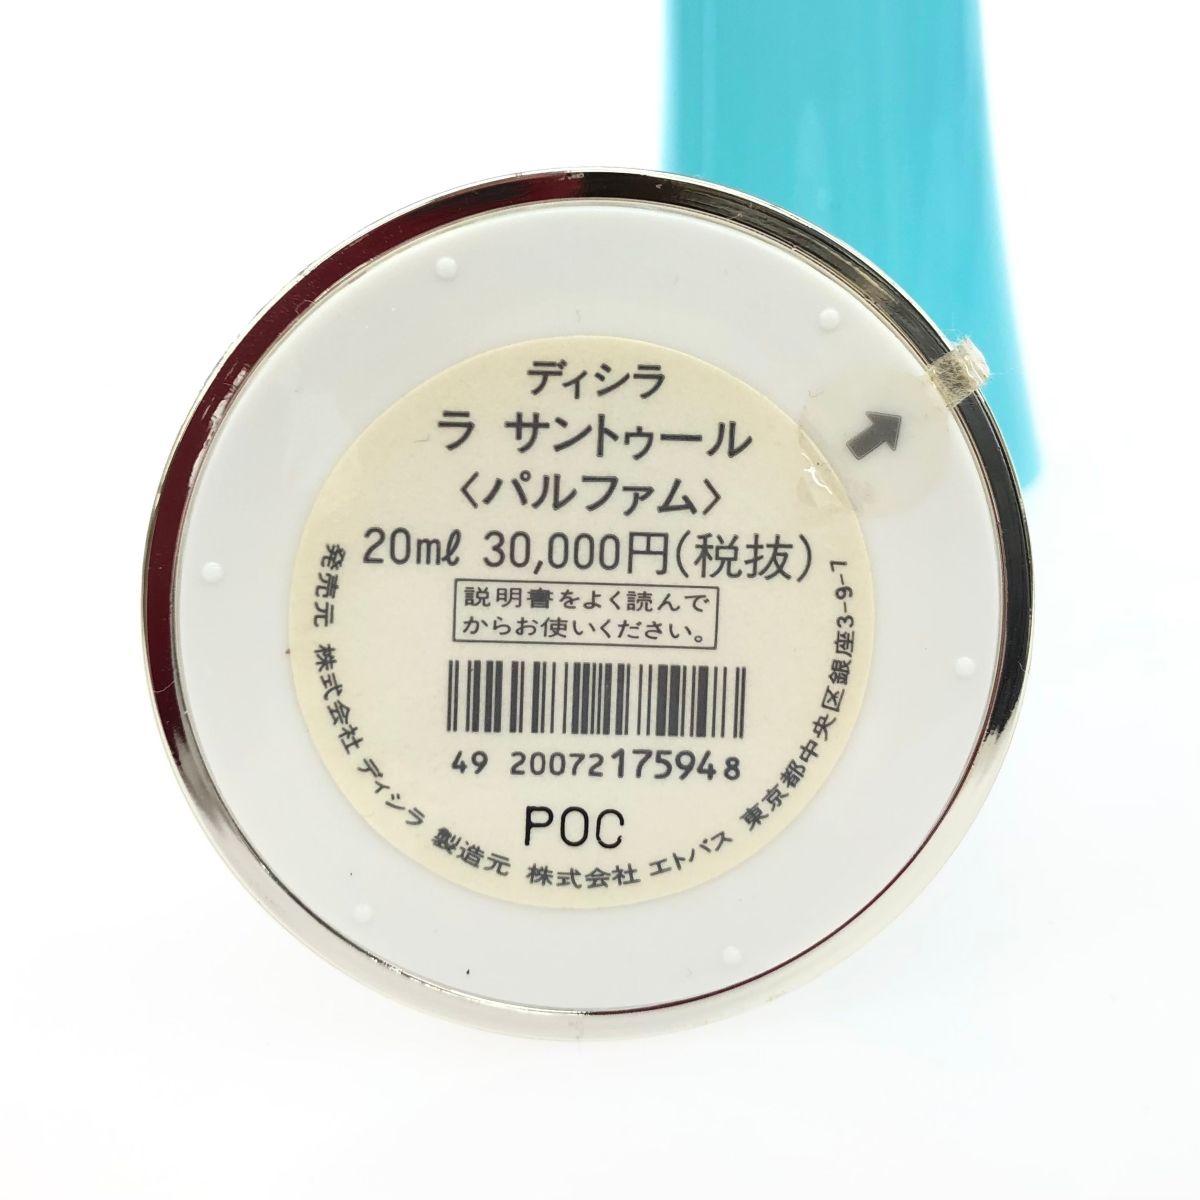 ディシラ
ラ サントゥール
〈パルファム〉
20mℓ 30,000円(税抜)
説明書をよく読んで
からお使いください。
49 20072 175948
POC
発売元 株式会社 ディシラ 製造元 株式会社 エトバス 東京都中央区銀座3-9-7